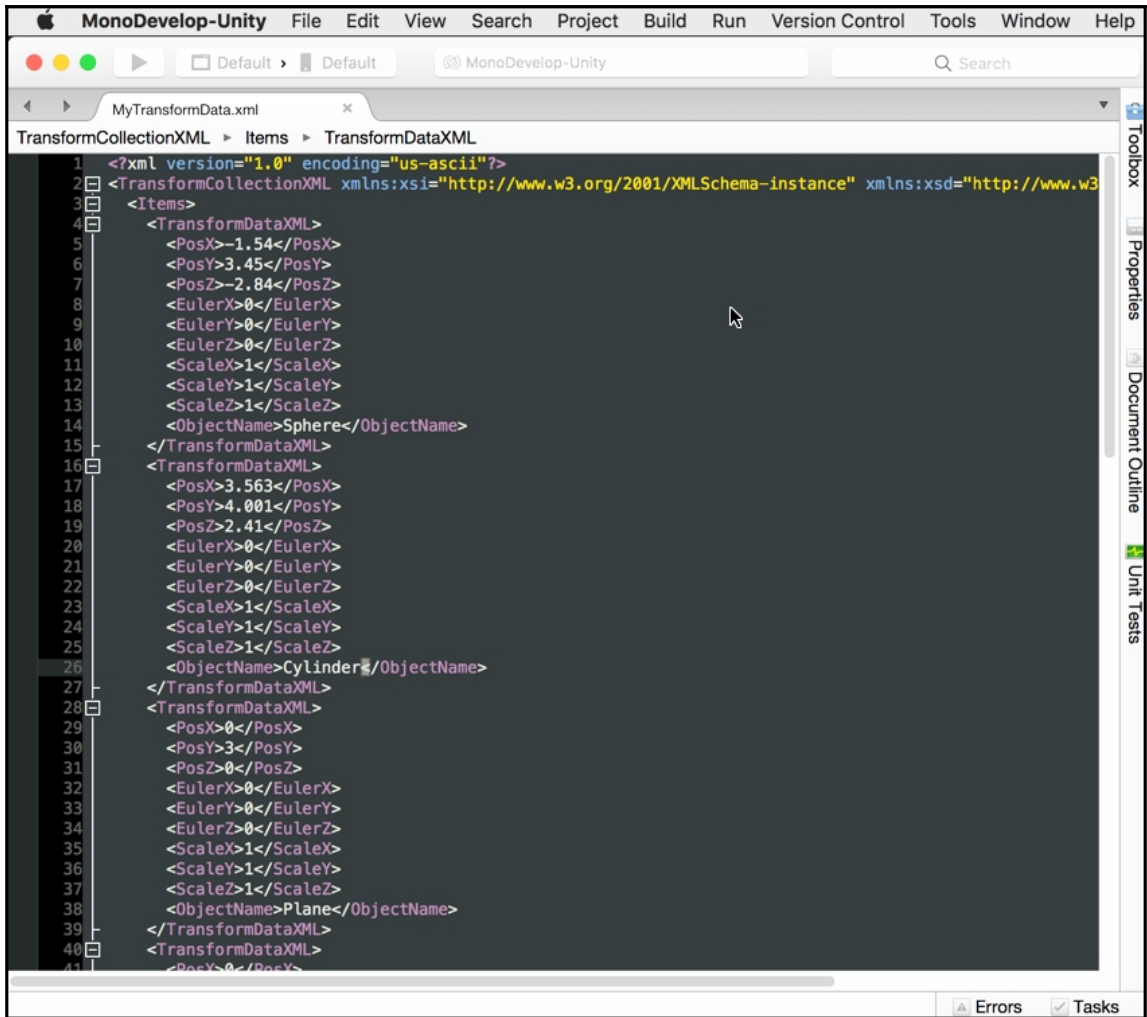 MonoDevelop-Unity File Edit View Search Project Build Run Version Control Tools Window Help
Default › Default MonoDevelop-Unity Search
MyTransformData.xml
TransformCollectionXML Items TransformDataXML
1 <?xml version="1.0" encoding="us-ascii"?>
2 <TransformCollectionXML xmlns:xsi="http://www.w3.org/2001/XMLSchema-instance" xmlns:xsd="http://www.w3
3 <Items>
4 <TransformDataXML>
5 <PosX>-1.54</PosX>
6 <PosY>3.45</PosY>
7 <PosZ>-2.84</PosZ>
8 <EulerX>0</EulerX>
9 <EulerY>0</EulerY>
10 <EulerZ>0</EulerZ>
11 <ScaleX>1</ScaleX>
12 <ScaleY>1</ScaleY>
13 <ScaleZ>1</ScaleZ>
14 <ObjectName>Sphere</ObjectName>
15 </TransformDataXML>
16 <TransformDataXML>
17 <PosX>3.563</PosX>
18 <PosY>4.001</PosY>
19 <PosZ>2.41</PosZ>
20 <EulerX>0</EulerX>
21 <EulerY>0</EulerY>
22 <EulerZ>0</EulerZ>
23 <ScaleX>1</ScaleX>
24 <ScaleY>1</ScaleY>
25 <ScaleZ>1</ScaleZ>
26 <ObjectName>Cylinder</ObjectName>
27 </TransformDataXML>
28 <TransformDataXML>
29 <PosX>0</PosX>
30 <PosY>3</PosY>
31 <PosZ>0</PosZ>
32 <EulerX>0</EulerX>
33 <EulerY>0</EulerY>
34 <EulerZ>0</EulerZ>
35 <ScaleX>1</ScaleX>
36 <ScaleY>1</ScaleY>
37 <ScaleZ>1</ScaleZ>
38 <ObjectName>Plane</ObjectName>
39 </TransformDataXML>
40 <TransformDataXML>
41 <PosX>0</PosX>
Toolbox
Properties
Document Outline
Unit Tests
Errors Tasks